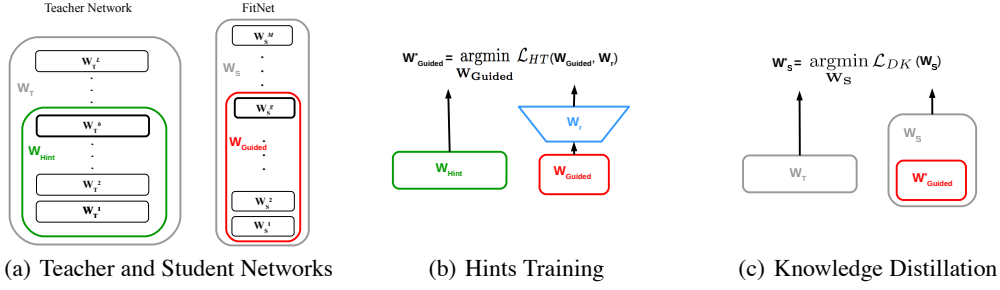 Teacher Network
W_T^L
W_T
W_T^h
W_Hint
W_T^2
W_T^1
FitNet
W_S^M
W_S
W_S^g
W_Guided
W_S^2
W_S^1
(a) Teacher and Student Networks
W*_Guided = argmin L_HT(W_Guided, W_r)
W_Guided
W_r
W_Hint
W_Guided
(b) Hints Training
W*_S = argmin L_DK(W_S)
W_S
W_T
W_S
W*_Guided
(c) Knowledge Distillation